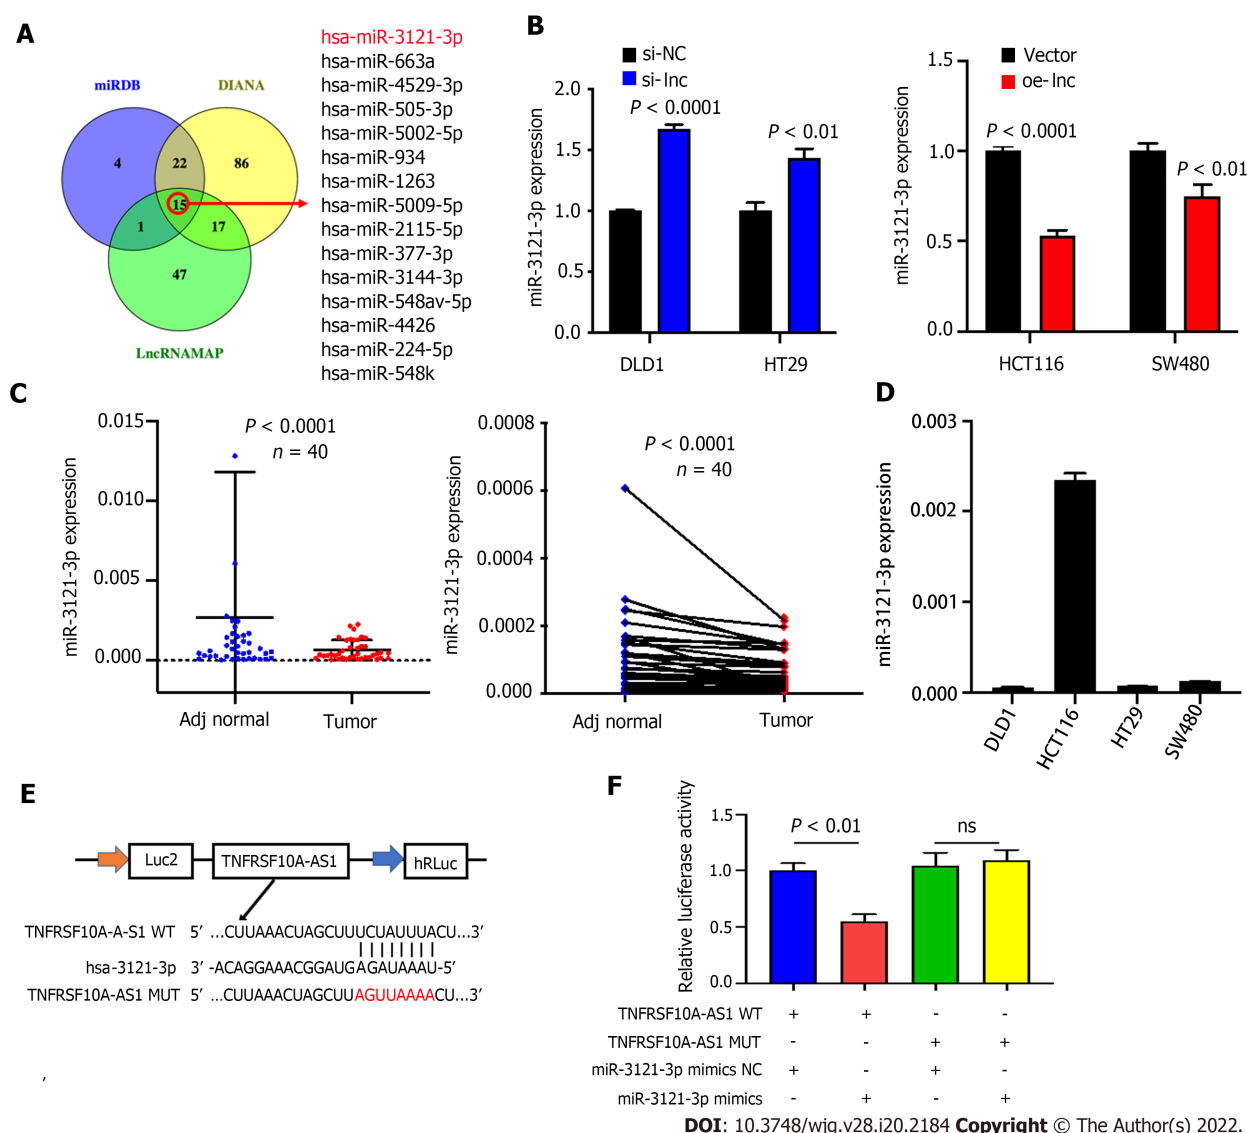 A
miRDB
DIANA
4
22
86
15
1
17
47
LncRNAMAP
hsa-miR-3121-3p
hsa-miR-663a
hsa-miR-4529-3p
hsa-miR-505-3p
hsa-miR-5002-5p
hsa-miR-934
hsa-miR-1263
hsa-miR-5009-5p
hsa-miR-2115-5p
hsa-miR-377-3p
hsa-miR-3144-3p
hsa-miR-548av-5p
hsa-miR-4426
hsa-miR-224-5p
hsa-miR-548k
B
si-NC
si-lnc
miR-3121-3p expression
2.0
1.5
1.0
0.5
0.0
P < 0.0001
P < 0.01
DLD1 HT29
Vector
oe-lnc
miR-3121-3p expression
1.5
1.0
0.5
0.0
P < 0.0001
P < 0.01
HCT116 SW480
C
miR-3121-3p expression
0.015
0.010
0.005
0.000
P < 0.0001
n = 40
Adj normal Tumor
miR-3121-3p expression
0.0008
0.0006
0.0004
0.0002
0.000
P < 0.0001
n = 40
Adj normal Tumor
D
miR-3121-3p expression
0.003
0.002
0.001
0.000
DLD1 HCT116 HT29 SW480
E
Luc2 TNFRSF10A-AS1 hRLuc
TNFRSF10A-A-S1 WT 5′ ...CUUAAACUAGCUUUCUAUUUACU...3′
hsa-3121-3p 3′ -ACAGGAAACGGAUGAGAUAAAU-5′
TNFRSF10A-AS1 MUT 5′ ...CUUAAACUAGCUUAGUUAAAACU...3′
,
F
Relative luciferase activity
1.5
1.0
0.5
0.0
P < 0.01
ns
TNFRSF10A-AS1 WT + + - -
TNFRSF10A-AS1 MUT - - + +
miR-3121-3p mimics NC + - + -
miR-3121-3p mimics - + - +
DOI: 10.3748/wjg.v28.i20.2184 Copyright © The Author(s) 2022.